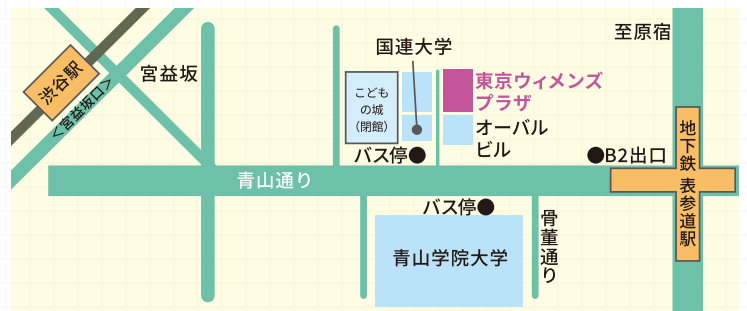 至原宿
国連大学
宮益坂
渋谷駅
<宮益坂口>
こども
の城
（閉館）
東京ウィメンズ
プラザ
オーバル
ビル
バス停●
●B2出口
地下鉄 表参道駅
青山通り
バス停●
骨董通り
青山学院大学